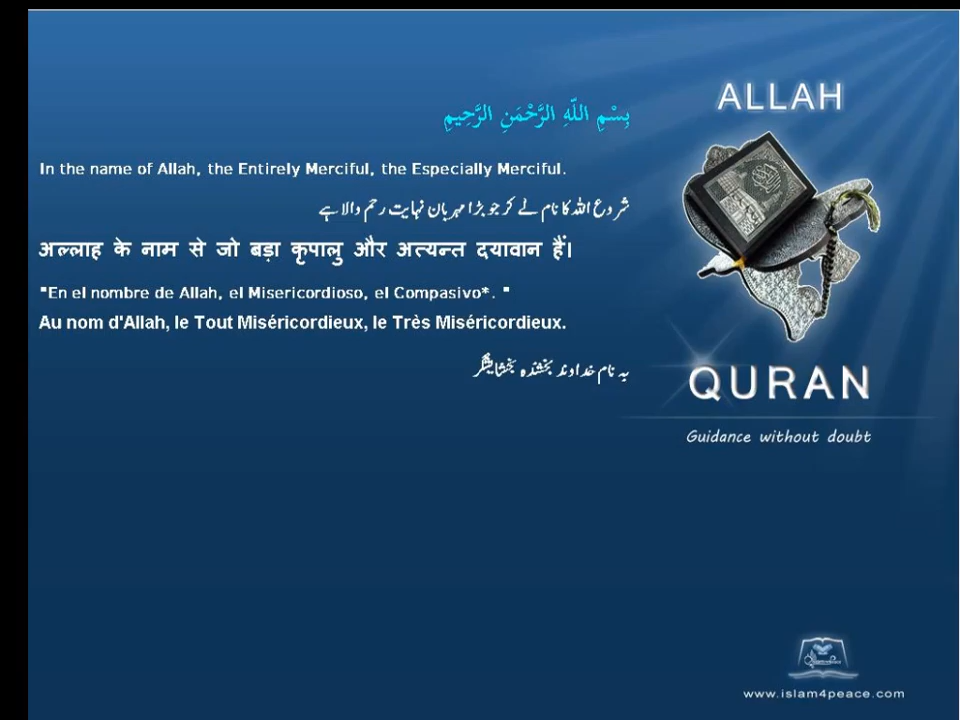 بِسْمِ اللَّهِ الرَّحْمَنِ الرَّحِيمِ
In the name of Allah, the Entirely Merciful, the Especially Merciful.
شروع اللہ کا نام لے کر جو بڑا مہربان نہایت رحم والا ہے
अल्लाह के नाम से जो बड़ा कृपालु और अत्यन्त दयावान हैं।
"En el nombre de Allah, el Misericordioso, el Compasivo*. "
Au nom d'Allah, le Tout Miséricordieux, le Très Miséricordieux.
به نام خداوند بخشنده بخشایشگر
ALLAH
QURAN
Guidance without doubt
www.islam4peace.com